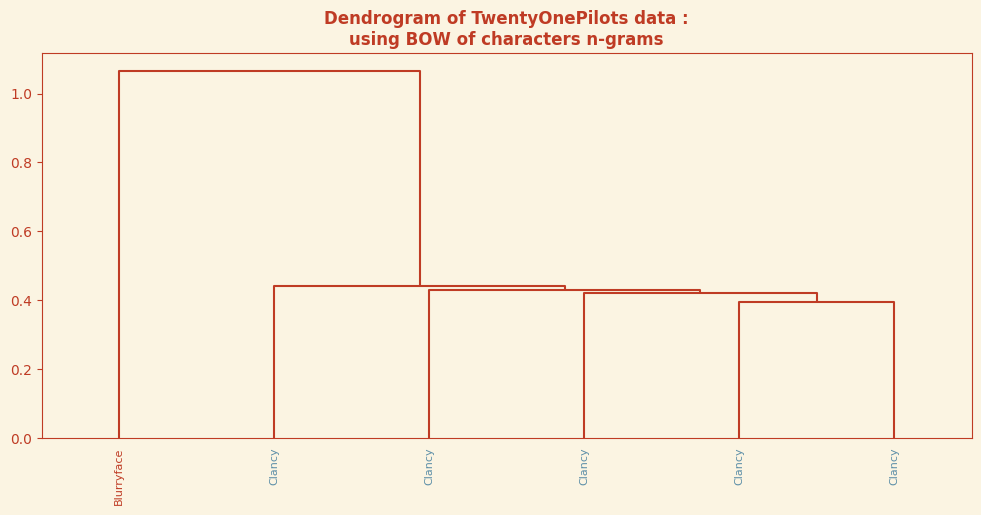 Dendrogram of TwentyOnePilots data :
using BOW of characters n-grams
1.0
0.8
0.6
0.4
0.2
0.0
Blurryface
Clancy
Clancy
Clancy
Clancy
Clancy